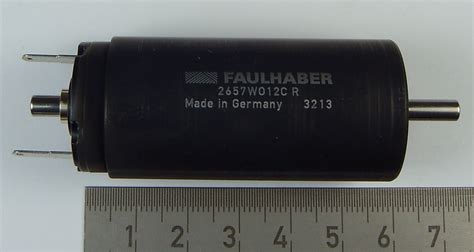 FAULHABER
2657W012C R
Made in Germany 3213
1 2 3 4 5 6 7